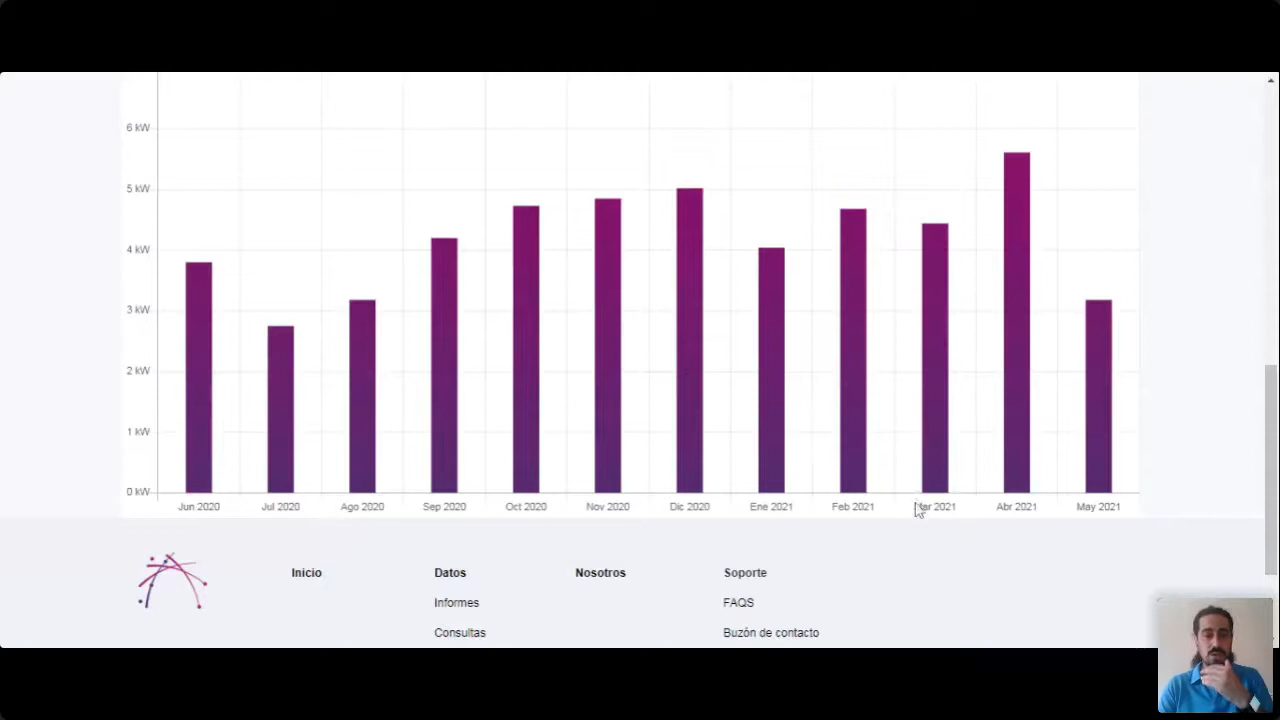 6 kW
5 kW
4 kW
3 kW
2 kW
1 kW
0 kW
Jun 2020 Jul 2020 Ago 2020 Sep 2020 Oct 2020 Nov 2020 Dic 2020 Ene 2021 Feb 2021 Mar 2021 Abr 2021 May 2021
Inicio Datos Nosotros Soporte
Informes FAQS
Consultas Buzón de contacto